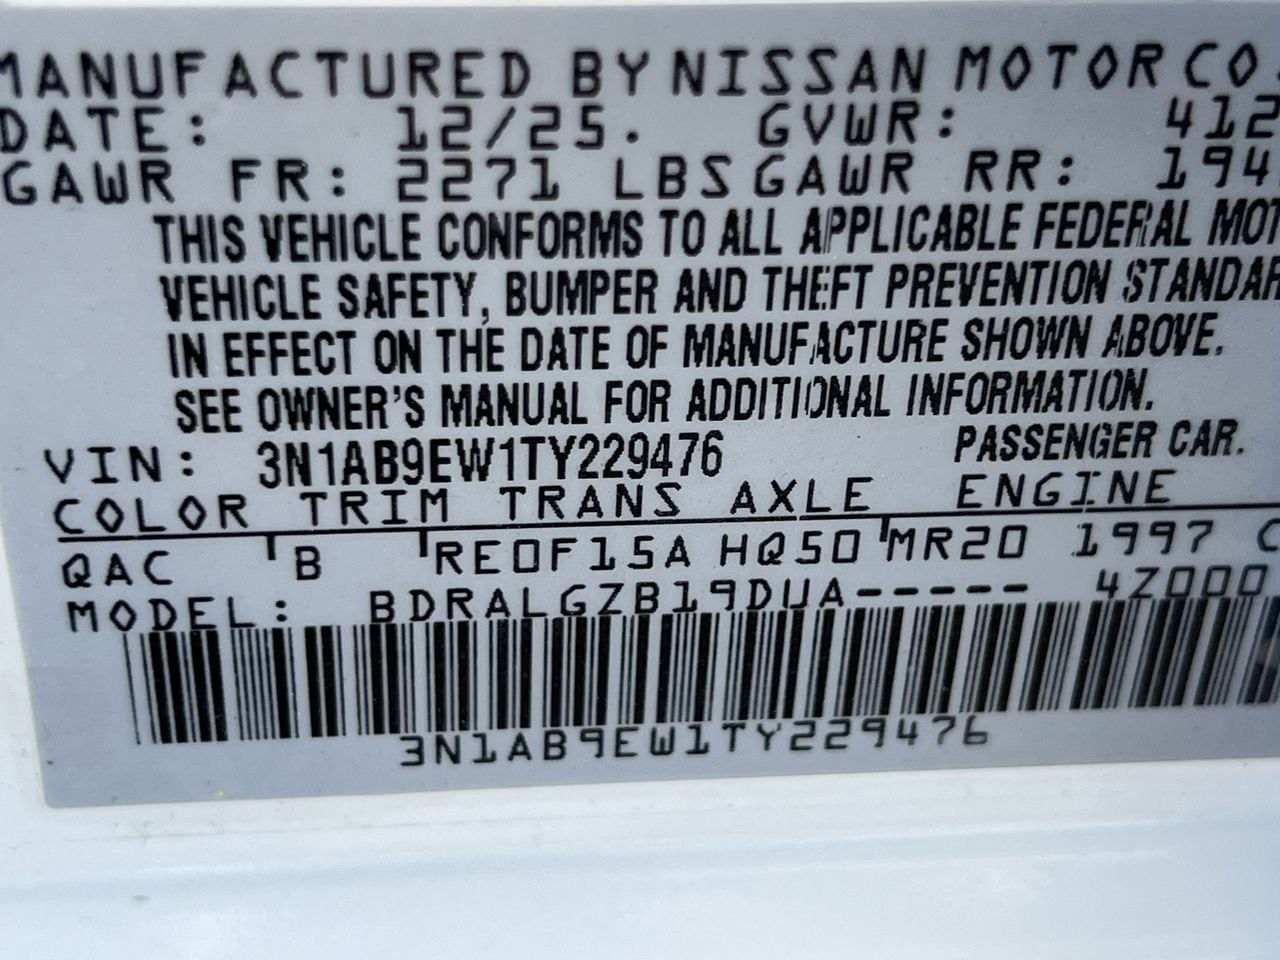 MANUFACTURED BY NISSAN MOTOR CO.
DATE: 12/25. GVWR: 412
GAWR FR: 2271 LBS GAWR RR: 194
THIS VEHICLE CONFORMS TO ALL APPLICABLE FEDERAL MOT
VEHICLE SAFETY, BUMPER AND THEFT PREVENTION STANDAR
IN EFFECT ON THE DATE OF MANUFACTURE SHOWN ABOVE.
SEE OWNER'S MANUAL FOR ADDITIONAL INFORMATION.
VIN: 3N1AB9EW1TY229476 PASSENGER CAR.
COLOR TRIM TRANS AXLE ENGINE
QAC B RE0F15A HQ50 MR20 1997 C
MODEL: BDRALGZB19DUA----- 4Z000
3N1AB9EW1TY229476